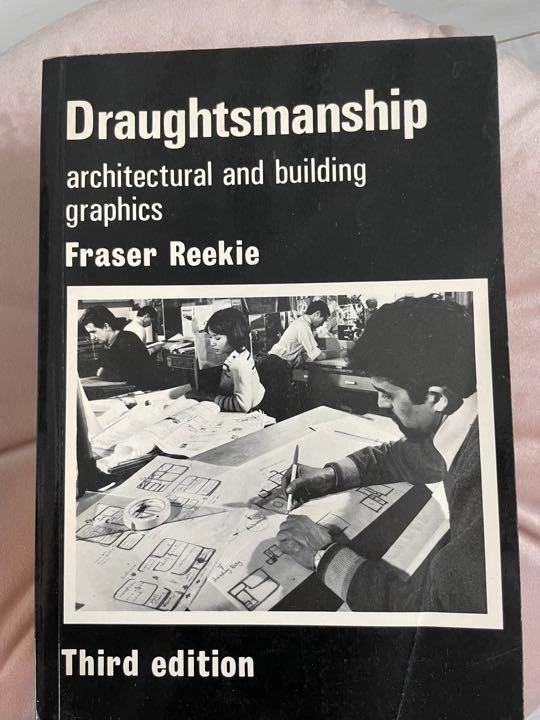 Draughtsmanship
architectural and building
graphics
Fraser Reekie
Third edition